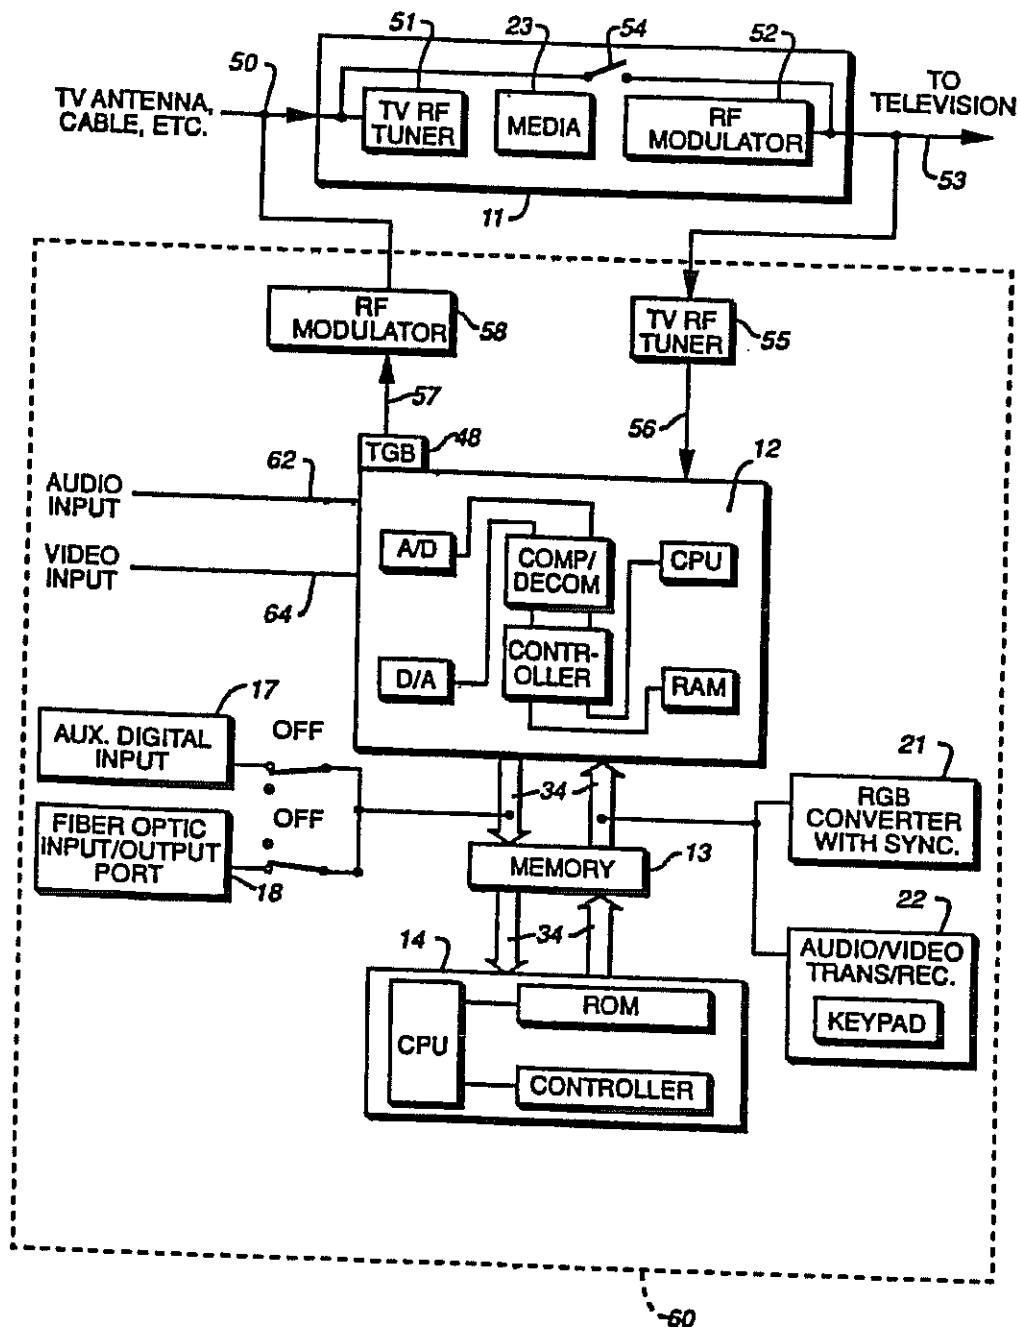 51
23
54
52
50
TV ANTENNA,
CABLE, ETC.
TV RF
TUNER
MEDIA
RF
MODULATOR
TO
TELEVISION
53
11
RF
MODULATOR
58
TV RF
TUNER
55
57
56
TGB
48
12
62
AUDIO
INPUT
VIDEO
INPUT
64
A/D
COMP/
DECOM
CPU
D/A
CONTR-
OLLER
RAM
17
AUX. DIGITAL
INPUT
OFF
OFF
FIBER OPTIC
INPUT/OUTPUT
PORT
18
34
MEMORY
13
21
RGB
CONVERTER
WITH SYNC.
34
14
22
AUDIO/VIDEO
TRANS/REC.
KEYPAD
CPU
ROM
CONTROLLER
60